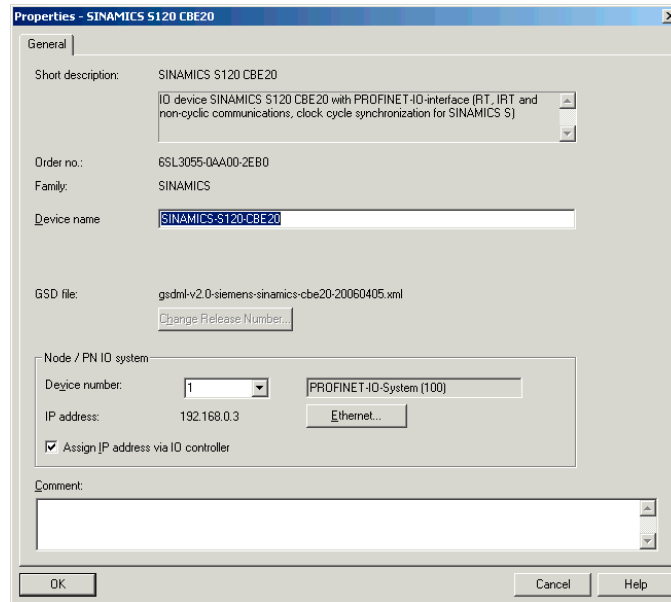 Properties - SINAMICS S120 CBE20
General
Short description: SINAMICS S120 CBE20
IO device SINAMICS S120 CBE20 with PROFINET-IO-interface (RT, IRT and
non-cyclic communications, clock cycle synchronization for SINAMICS S)
Order no.: 6SL3055-0AA00-2EB0
Family: SINAMICS
Device name SINAMICS-S120-CBE20
GSD file: gsdml-v2.0-siemens-sinamics-cbe20-20060405.xml
Change Release Number...
Node / PN IO system
Device number: 1 PROFINET-IO-System (100)
IP address: 192.168.0.3 Ethernet...
Assign IP address via IO controller
Comment:
OK Cancel Help